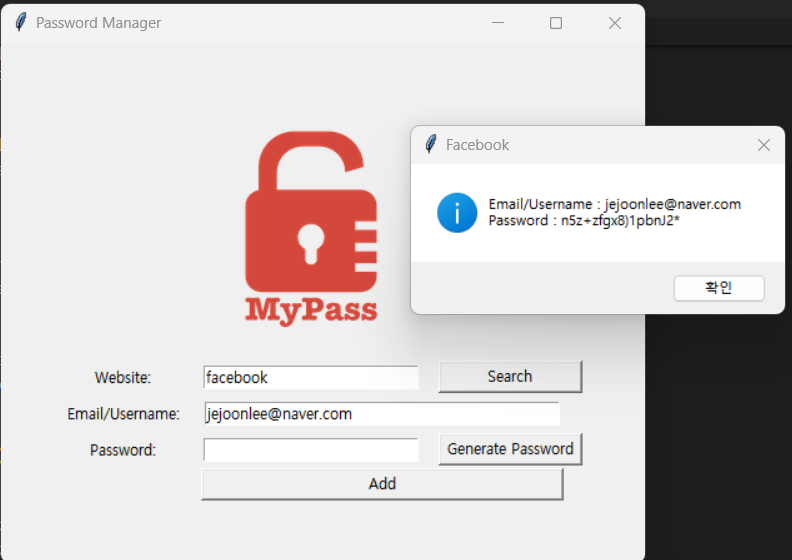 Password Manager
Facebook
Email/Username : jejoonlee@naver.com
Password : n5z+zfgx8)1pbnJ2*
확인
MyPass
Website:
facebook
Search
Email/Username:
jejoonlee@naver.com
Password:
Generate Password
Add